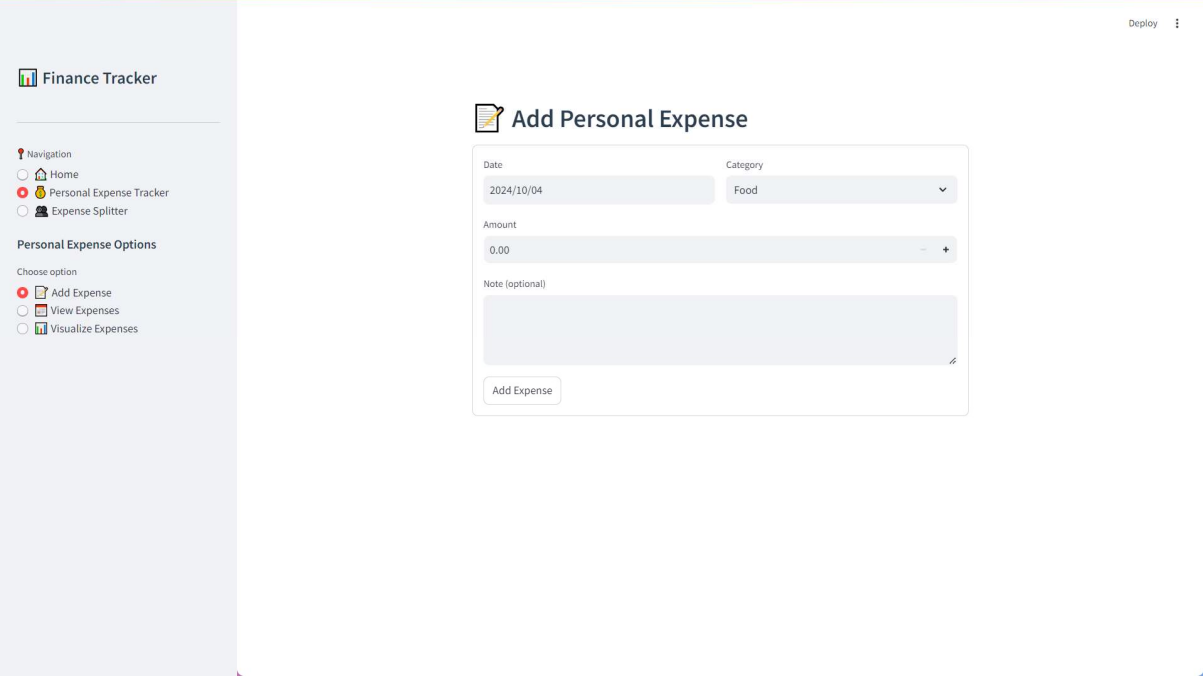 Deploy
Finance Tracker
Navigation
Home
Personal Expense Tracker
Expense Splitter
Personal Expense Options
Choose option
Add Expense
View Expenses
Visualize Expenses
Add Personal Expense
Date
Category
2024/10/04
Food
Amount
0.00
Note (optional)
Add Expense